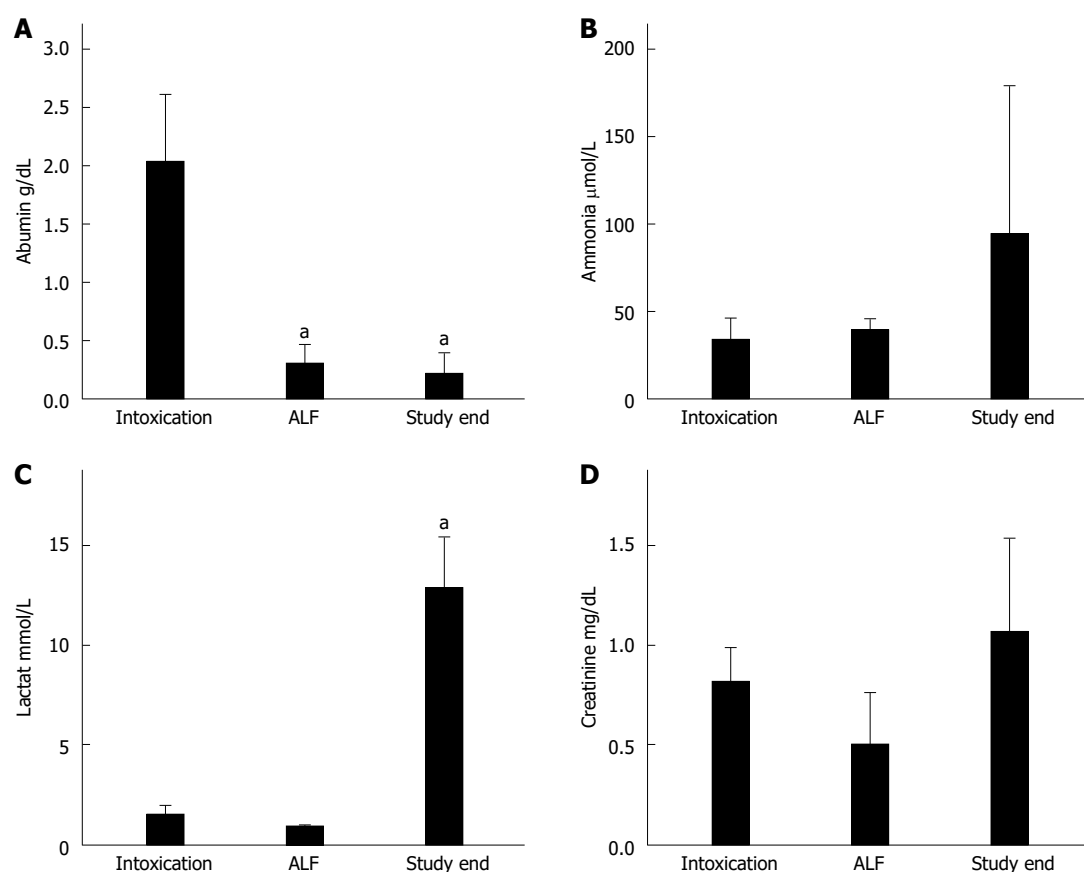 A
Abumin g/dL
3.0
2.5
2.0
1.5
1.0
0.5
0.0
a
a
Intoxication ALF Study end
B
Ammonia µmol/L
200
150
100
50
0
Intoxication ALF Study end
C
Lactat mmol/L
15
10
5
0
a
Intoxication ALF Study end
D
Creatinine mg/dL
1.5
1.0
0.5
0.0
Intoxication ALF Study end